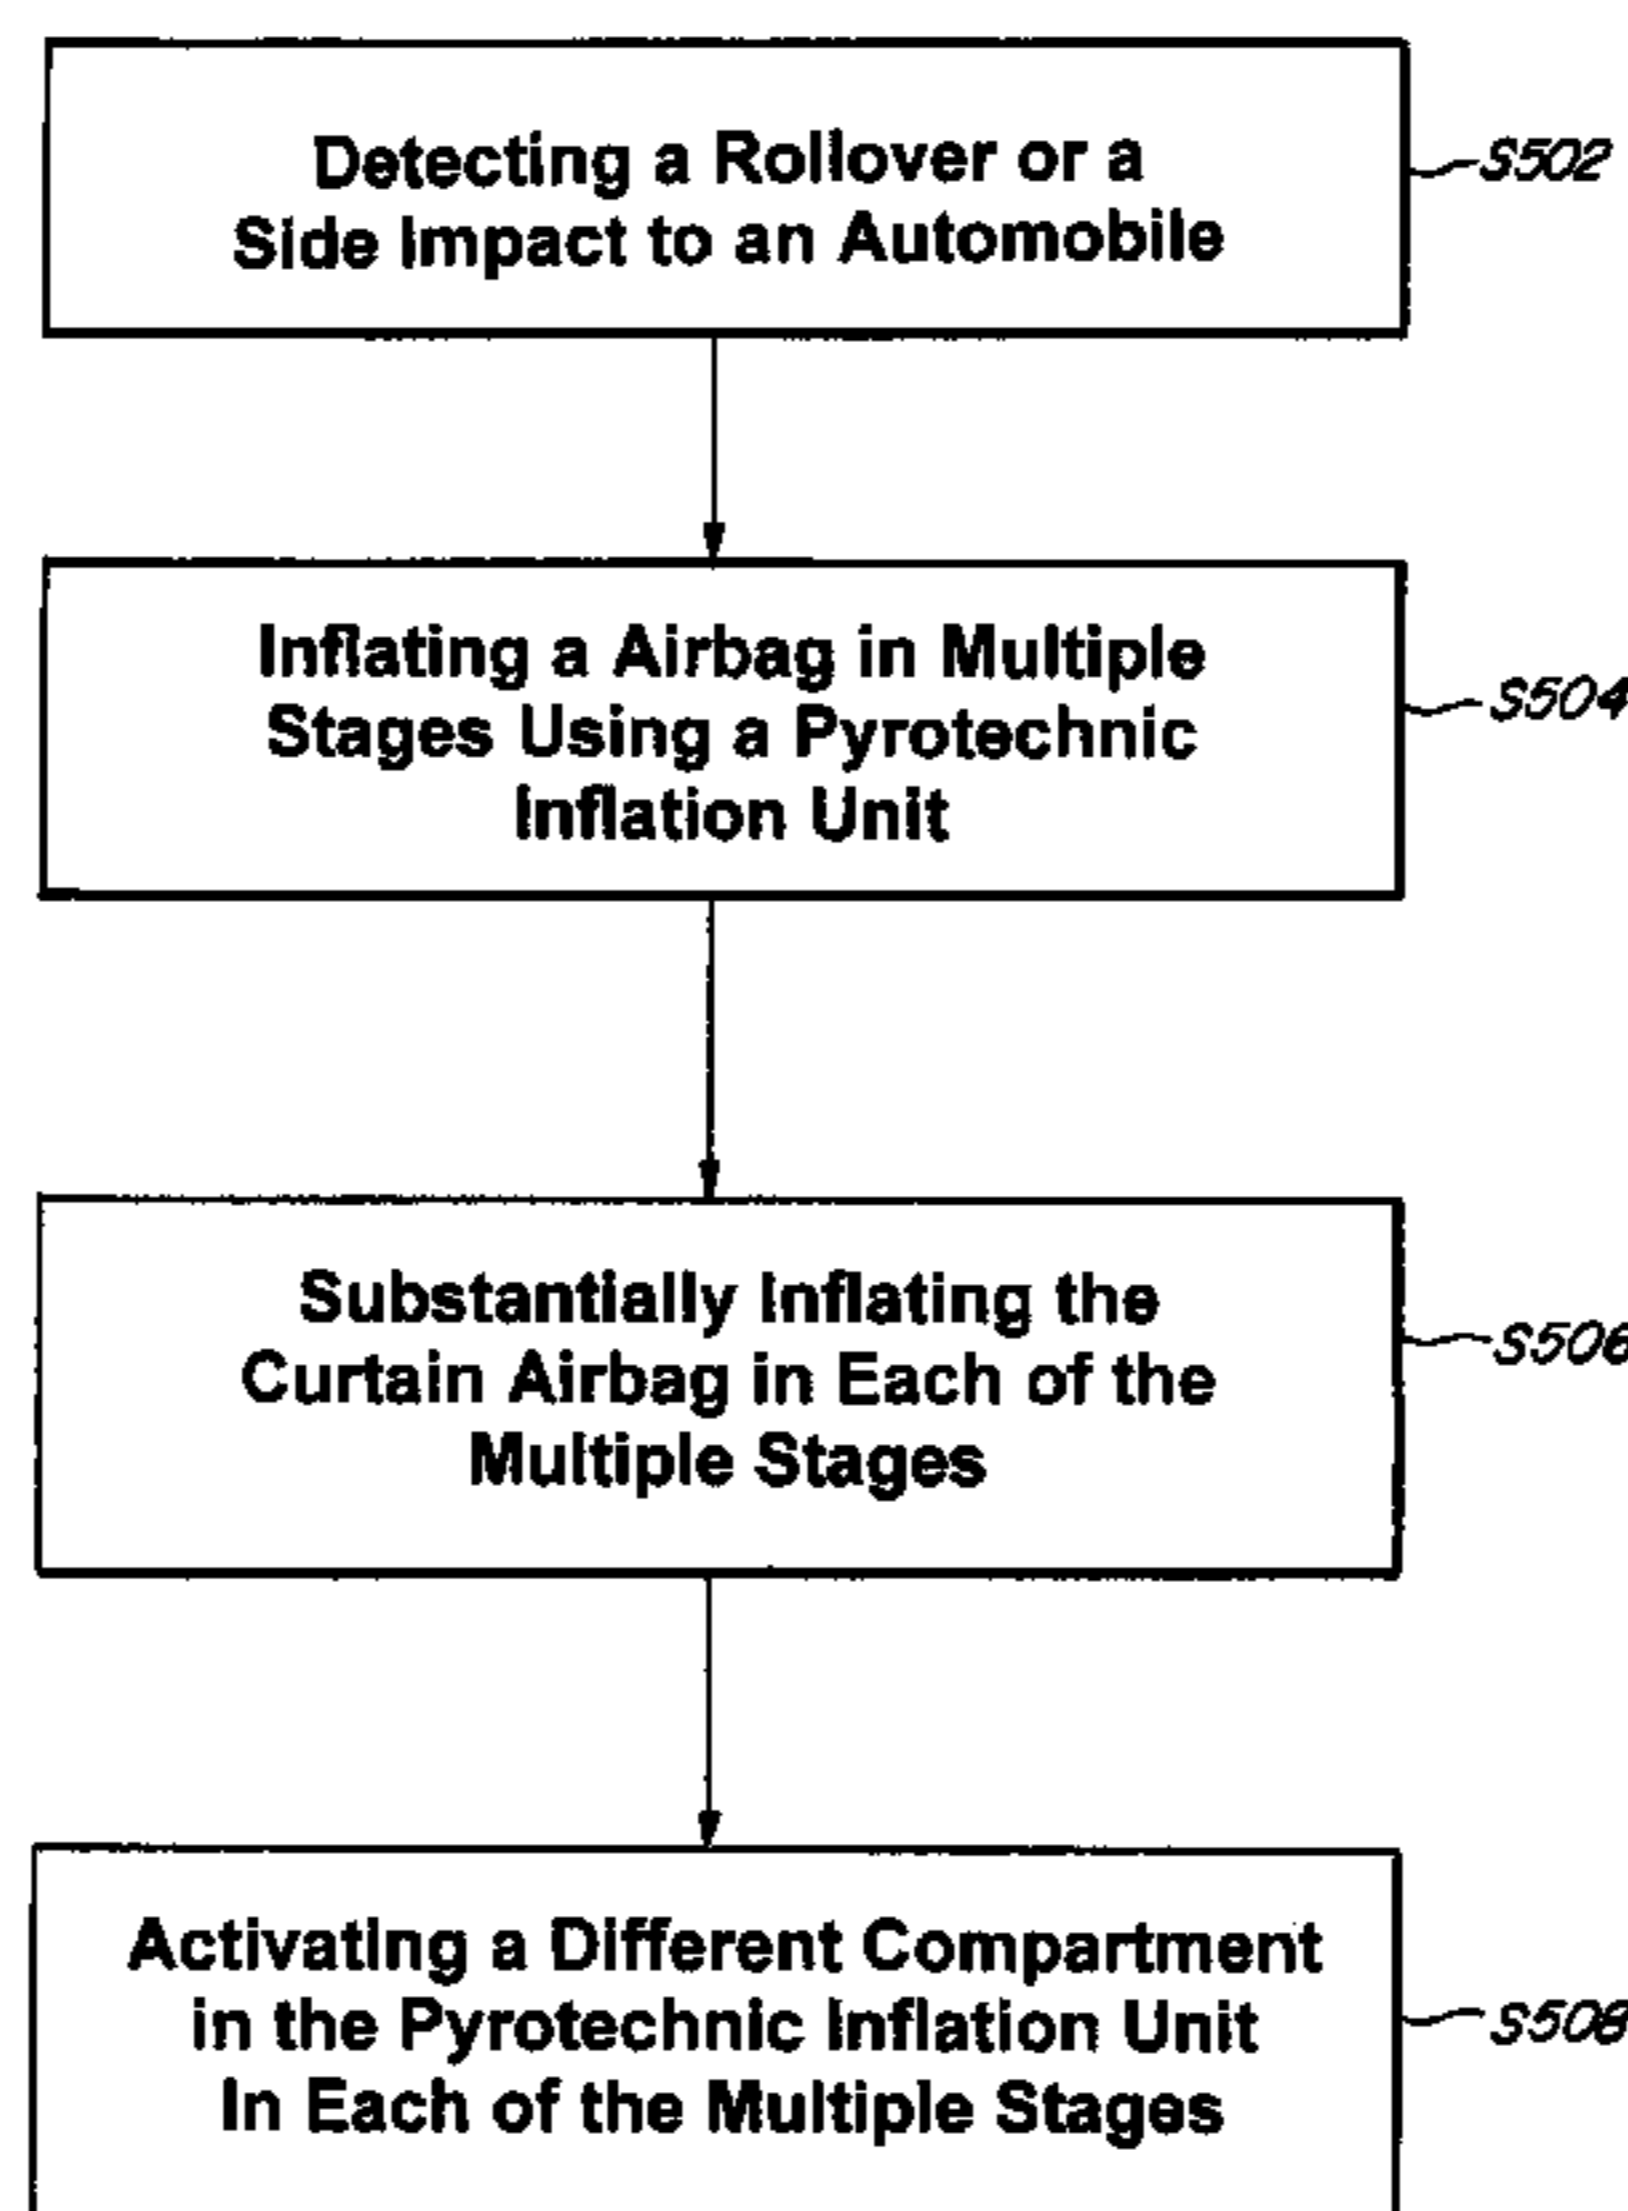 Detecting a Rollover or a
Side Impact to an Automobile
S502
Inflating a Airbag in Multiple
Stages Using a Pyrotechnic
Inflation Unit
S504
Substantially Inflating the
Curtain Airbag in Each of the
Multiple Stages
S506
Activating a Different Compartment
in the Pyrotechnic Inflation Unit
In Each of the Multiple Stages
S508